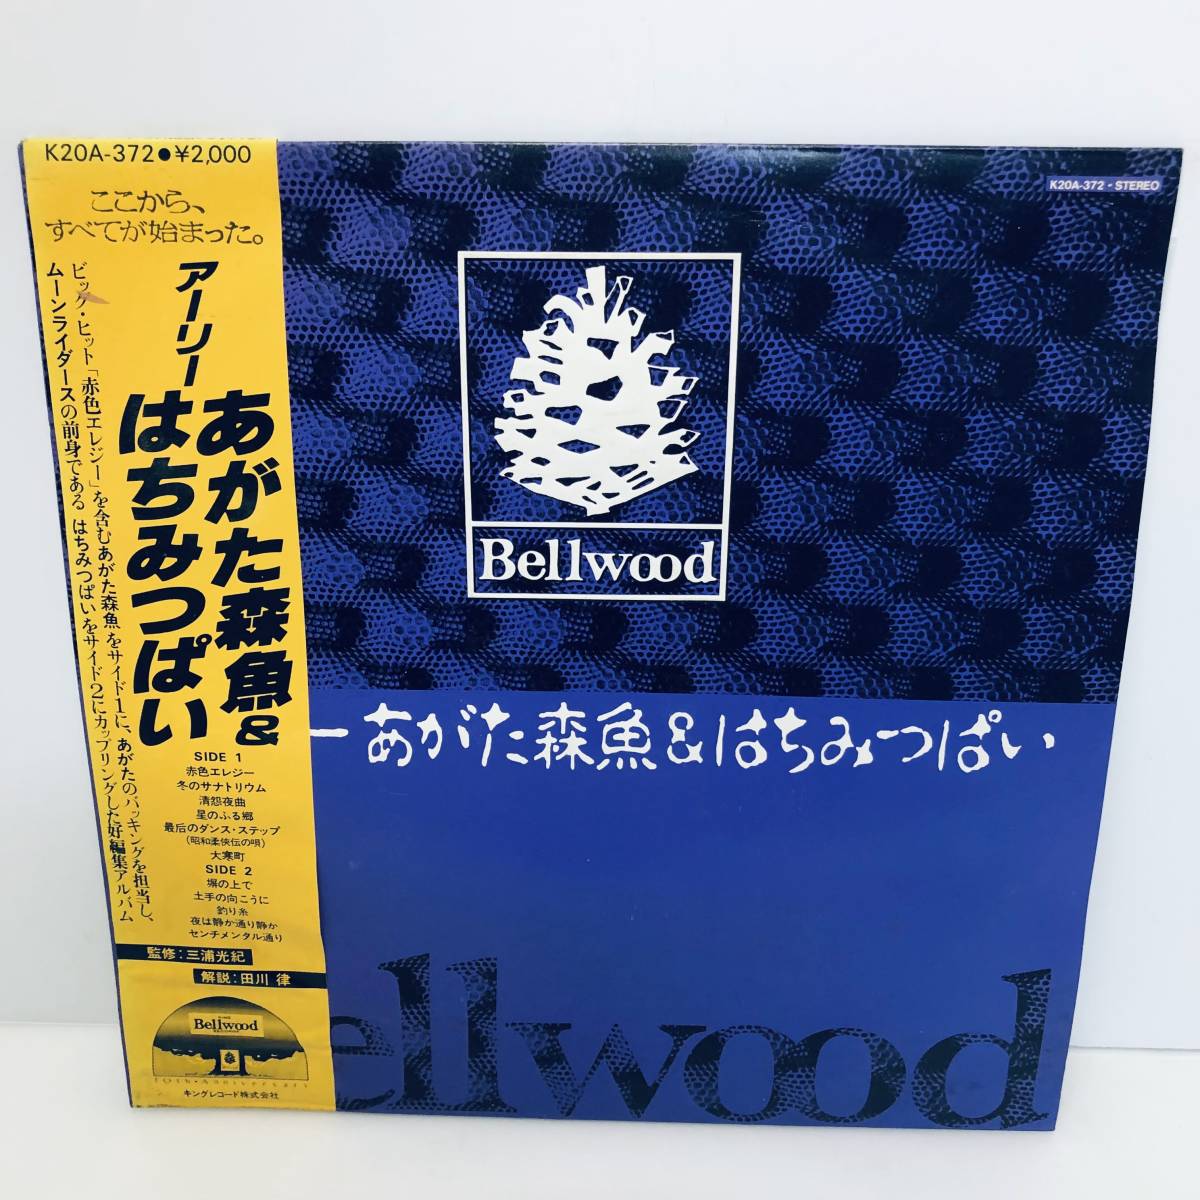 K20A-372●¥2,000
ここから、
すべてが始まった。
アーリー
あがた森魚&
はちみつぱい
ビッグ・ヒット「赤色エレジー」を含むあがた森魚をサイド1に、あがたのバッキングを担当し、
ムーンライダースの前身である はちみつぱいをサイド2にカップリングした好編集アルバム
SIDE 1
赤色エレジー
冬のサナトリウム
清怨夜曲
星のふる郷
最后のダンス・ステップ
(昭和柔侠伝の唄)
大寒町
SIDE 2
塀の上で
土手の向こうに
釣り糸
夜は静か通り静か
センチメンタル通り
監修:三浦光紀
解説:田川 律
Bellwood
10th・Anniversary
キングレコード株式会社
K20A-372・STEREO
Bellwood
ーあがた森魚&はちみつぱい
ellwood